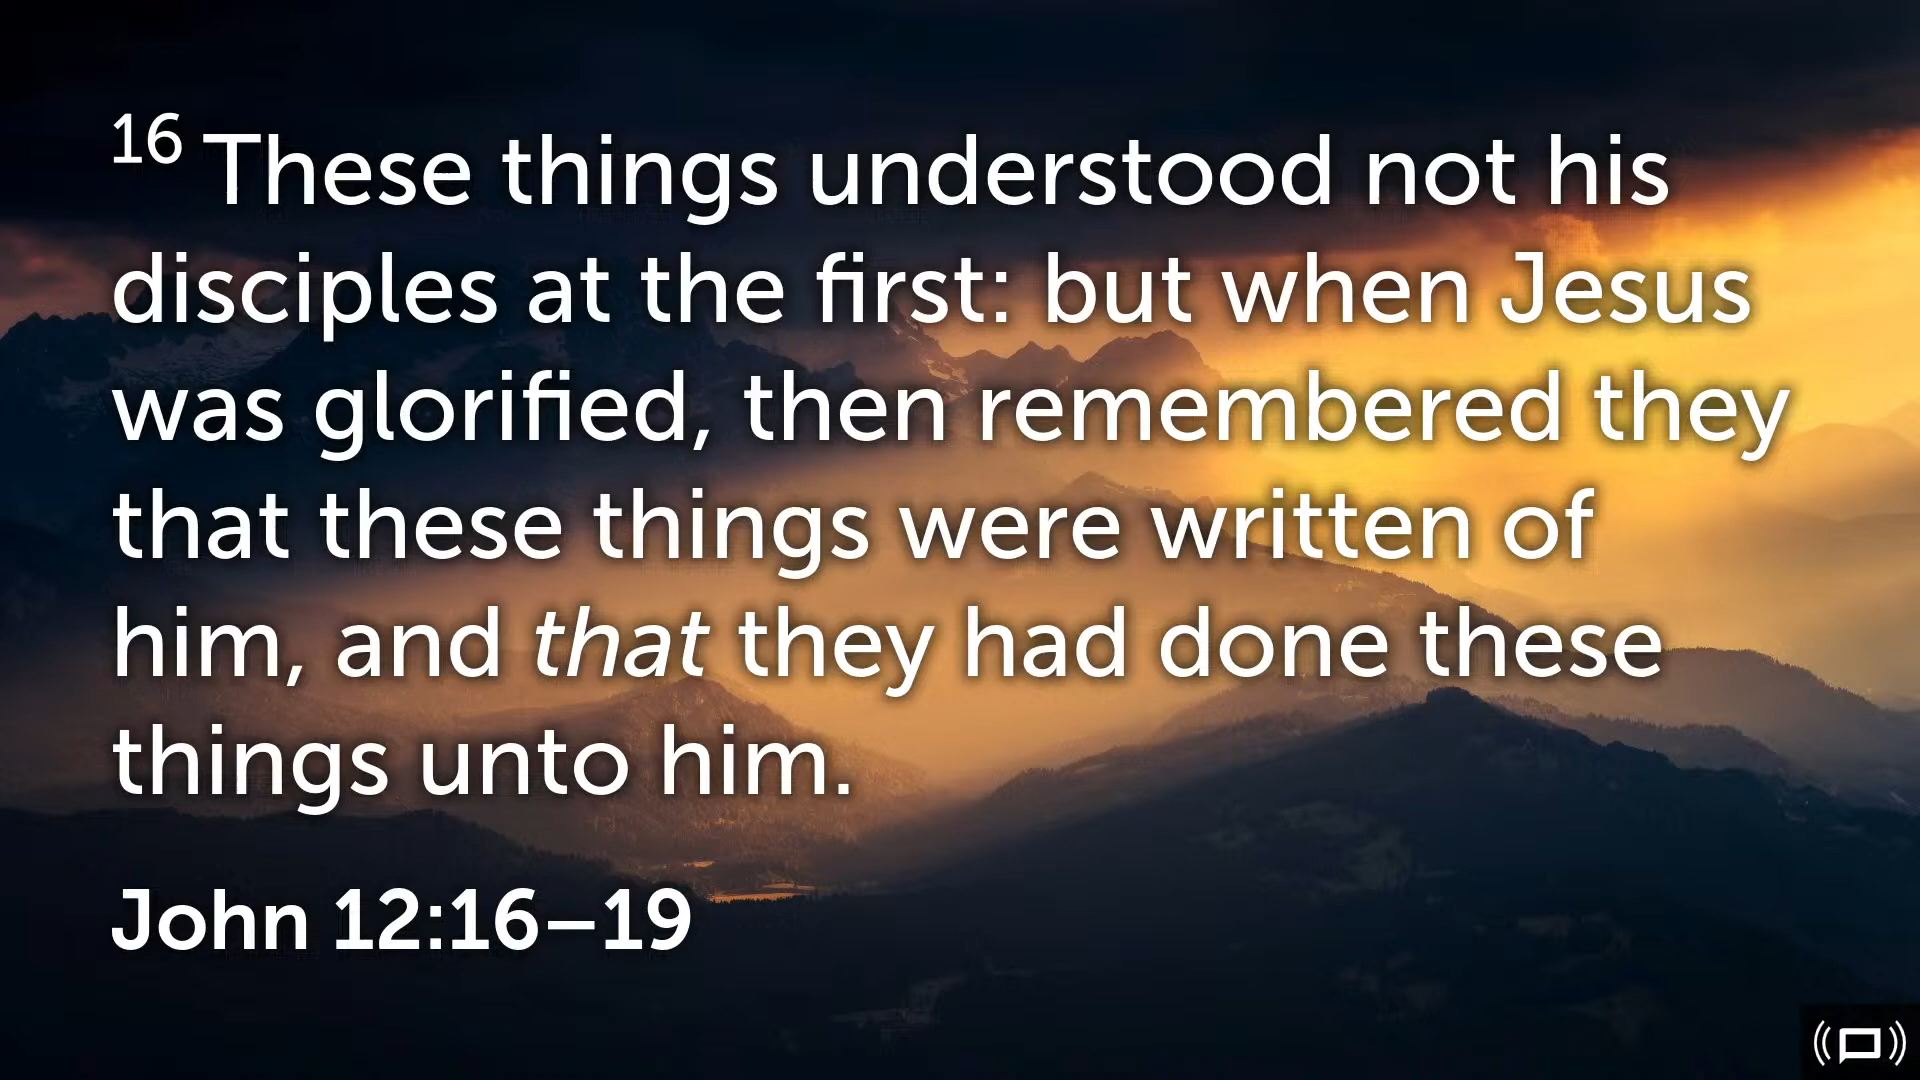 16 These things understood not his
disciples at the first: but when Jesus
was glorified, then remembered they
that these things were written of
him, and that they had done these
things unto him.
John 12:16–19